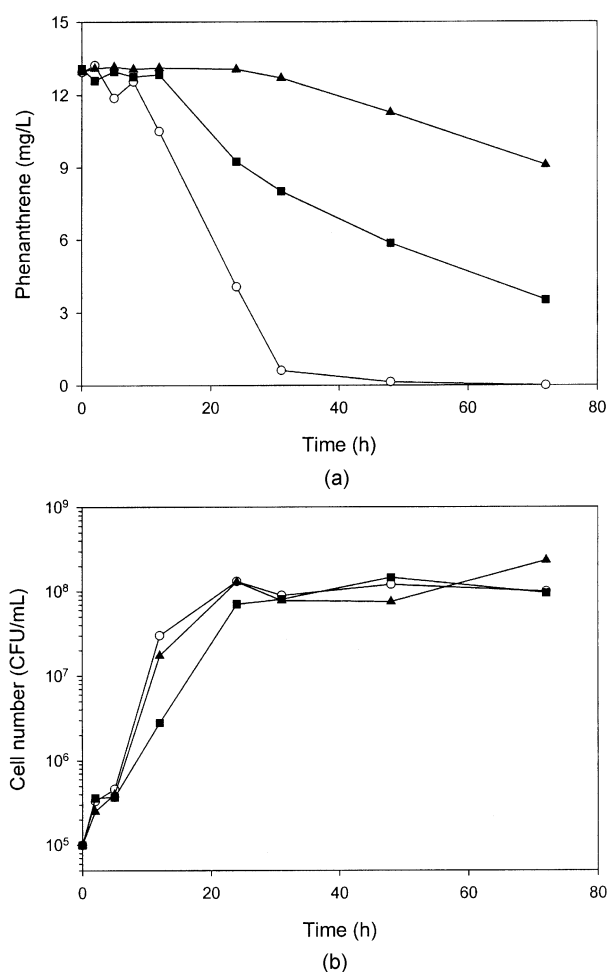 15
12
9
6
3
0
Phenanthrene (mg/L)
0 20 40 60 80
Time (h)
(a)
10⁹
10⁸
10⁷
10⁶
10⁵
Cell number (CFU/mL)
0 20 40 60 80
Time (h)
(b)